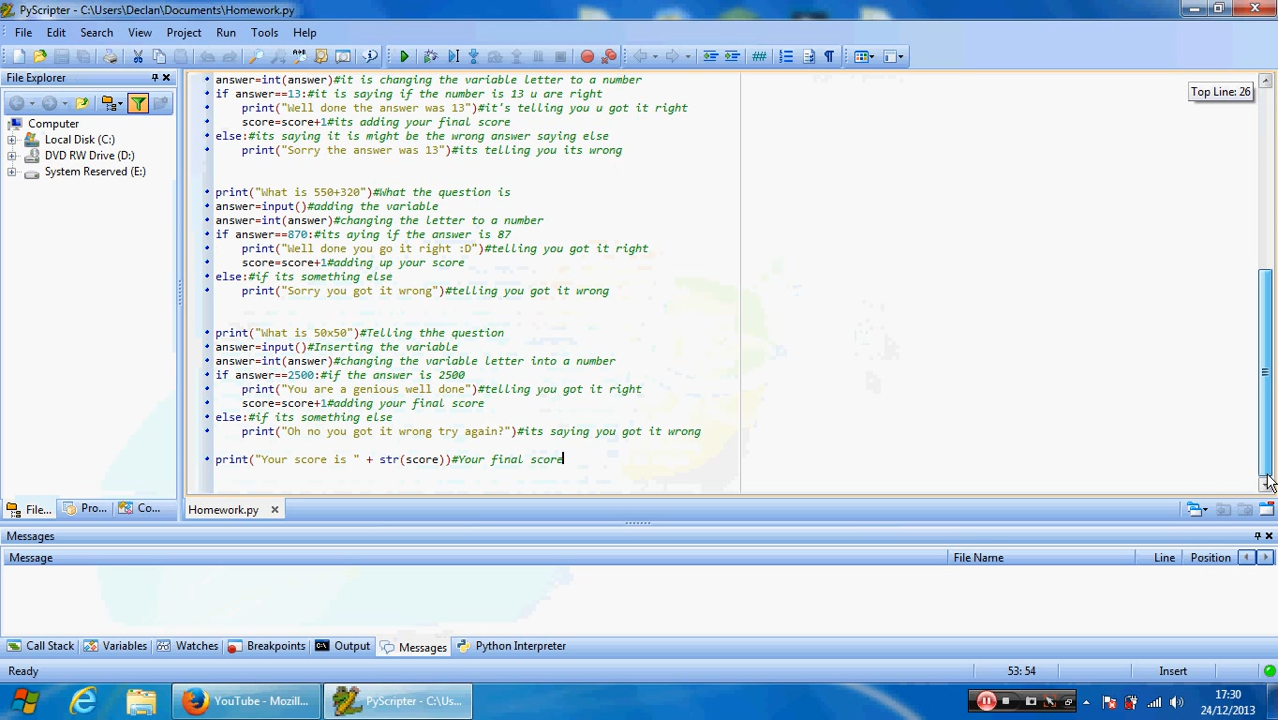 PyScripter - C:\Users\Declan\Documents\Homework.py
File Edit Search View Project Run Tools Help
File Explorer
Computer
Local Disk (C:)
DVD RW Drive (D:)
System Reserved (E:)
Top Line: 26
answer=int(answer)#it is changing the variable letter to a number
if answer==13:#it is saying if the number is 13 u are right
print("Well done the answer was 13")#it's telling you u got it right
score=score+1#its adding your final score
else:#its saying it is might be the wrong answer saying else
print("Sorry the answer was 13")#its telling you its wrong
print("What is 550+320")#What the question is
answer=input()#adding the variable
answer=int(answer)#changing the letter to a number
if answer==870:#its aying if the answer is 87
print("Well done you go it right :D")#telling you got it right
score=score+1#adding up your score
else:#if its something else
print("Sorry you got it wrong")#telling you got it wrong
print("What is 50x50")#Telling thhe question
answer=input()#Inserting the variable
answer=int(answer)#changing the variable letter into a number
if answer==2500:#if the answer is 2500
print("You are a genious well done")#telling you got it right
score=score+1#adding your final score
else:#if its something else
print("Oh no you got it wrong try again?")#its saying you got it wrong
print("Your score is " + str(score))#Your final score
File... Pro... Co...
Homework.py
Messages
Message File Name Line Position
Call Stack Variables Watches Breakpoints Output Messages Python Interpreter
Ready 53: 54 Insert
YouTube - Mozill... PyScripter - C:\Us...
17:30
24/12/2013